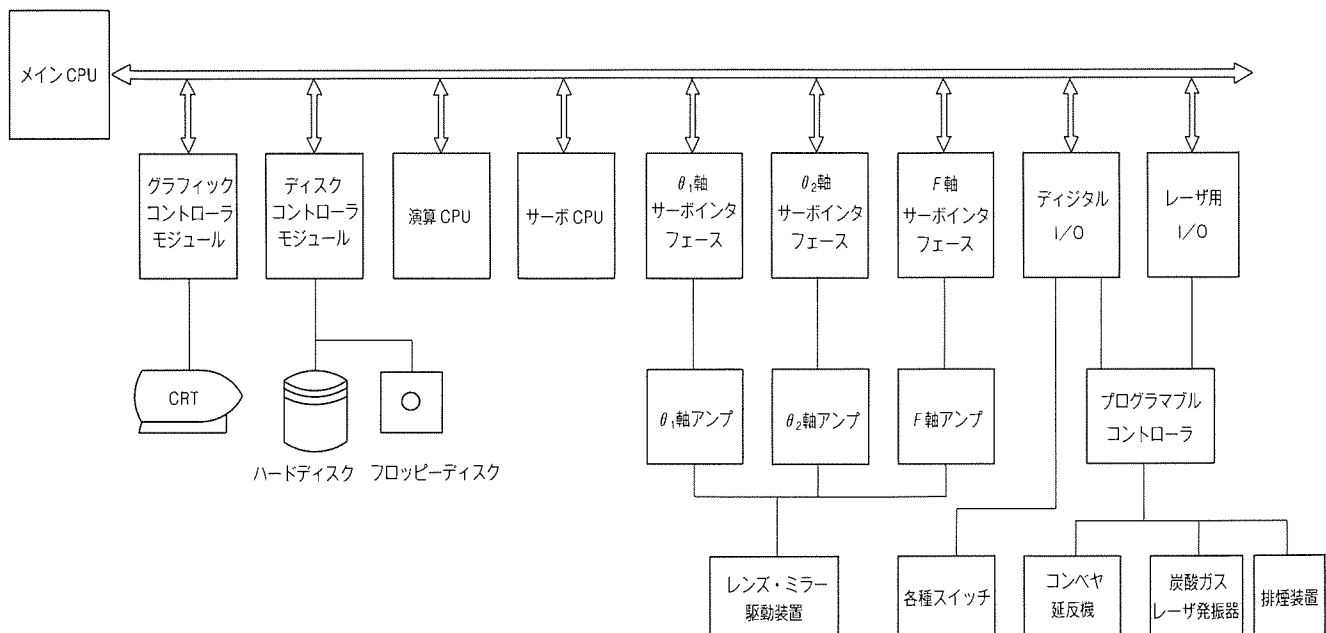 メイン CPU
グラフィック
コントローラ
モジュール
ディスク
コントローラ
モジュール
演算 CPU
サーボ CPU
θ₁軸
サーボインタ
フェース
θ₂軸
サーボインタ
フェース
F軸
サーボインタ
フェース
ディジタル
I/O
レーザ用
I/O
CRT
ハードディスク
フロッピーディスク
θ₁軸アンプ
θ₂軸アンプ
F軸アンプ
プログラマブル
コントローラ
レンズ・ミラー
駆動装置
各種スイッチ
コンベヤ
延反機
炭酸ガス
レーザ発振器
排煙装置